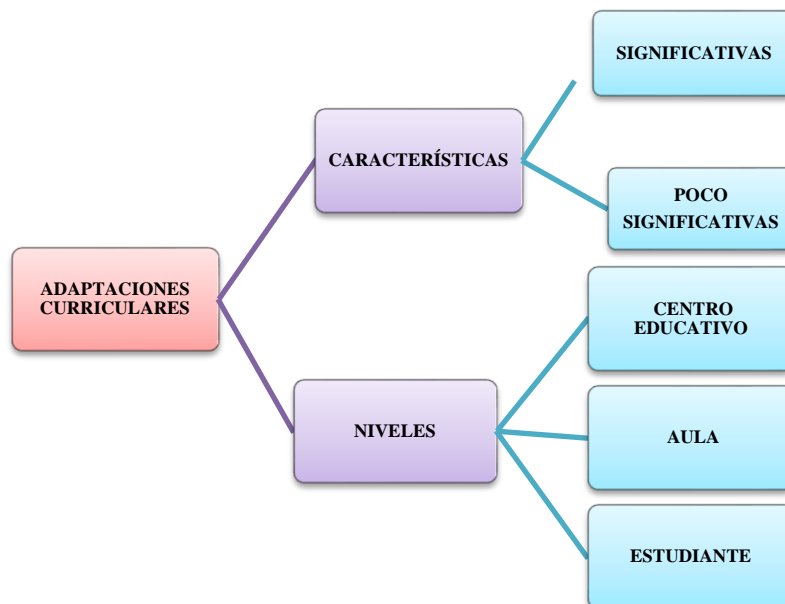 SIGNIFICATIVAS
CARACTERÍSTICAS
POCO
SIGNIFICATIVAS
ADAPTACIONES
CURRICULARES
CENTRO
EDUCATIVO
NIVELES
AULA
ESTUDIANTE